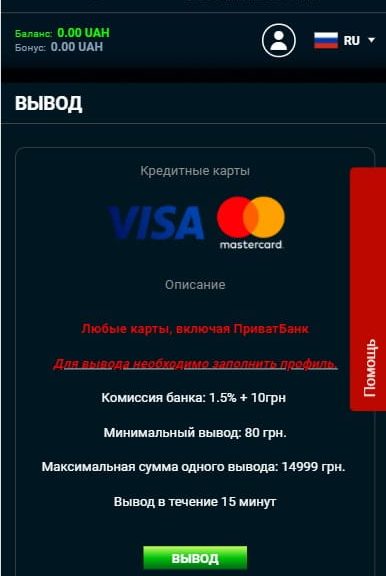 Баланс: 0.00 UAH
Бонус: 0.00 UAH
RU
ВЫВОД
Кредитные карты
VISA
mastercard.
Описание
Любые карты, включая ПриватБанк
Для вывода необходимо заполнить профиль.
Комиссия банка: 1.5% + 10грн
Минимальный вывод: 80 грн.
Максимальная сумма одного вывода: 14999 грн.
Вывод в течение 15 минут
ВЫВОД
Помощь